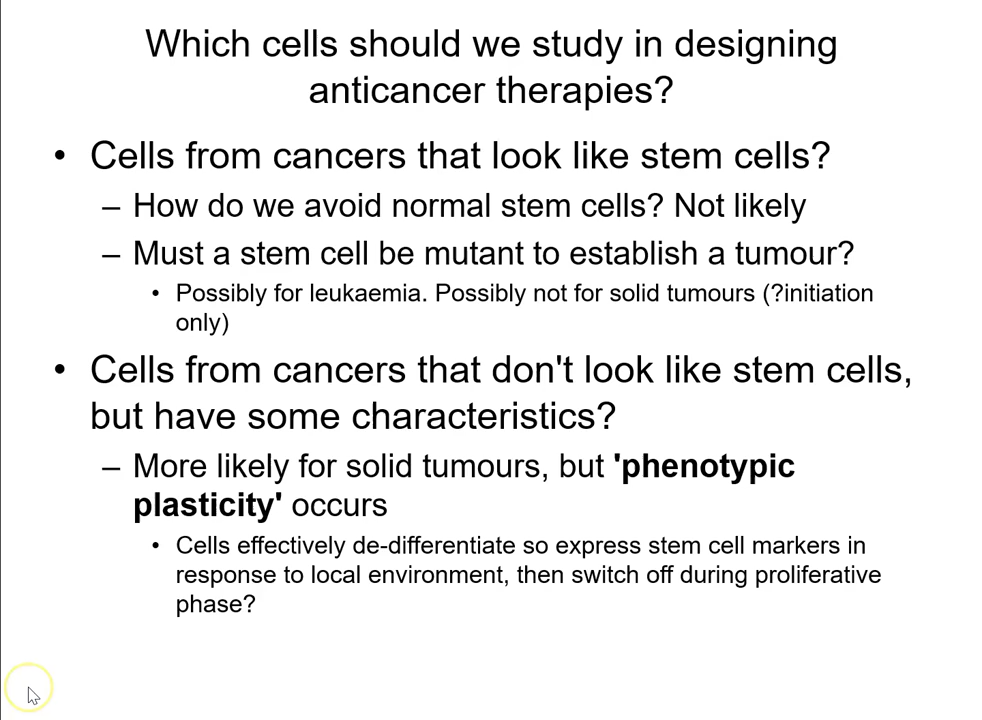 Which cells should we study in designing
anticancer therapies?
• Cells from cancers that look like stem cells?
– How do we avoid normal stem cells? Not likely
– Must a stem cell be mutant to establish a tumour?
• Possibly for leukaemia. Possibly not for solid tumours (?initiation
only)
• Cells from cancers that don't look like stem cells,
but have some characteristics?
– More likely for solid tumours, but 'phenotypic
plasticity' occurs
• Cells effectively de-differentiate so express stem cell markers in
response to local environment, then switch off during proliferative
phase?